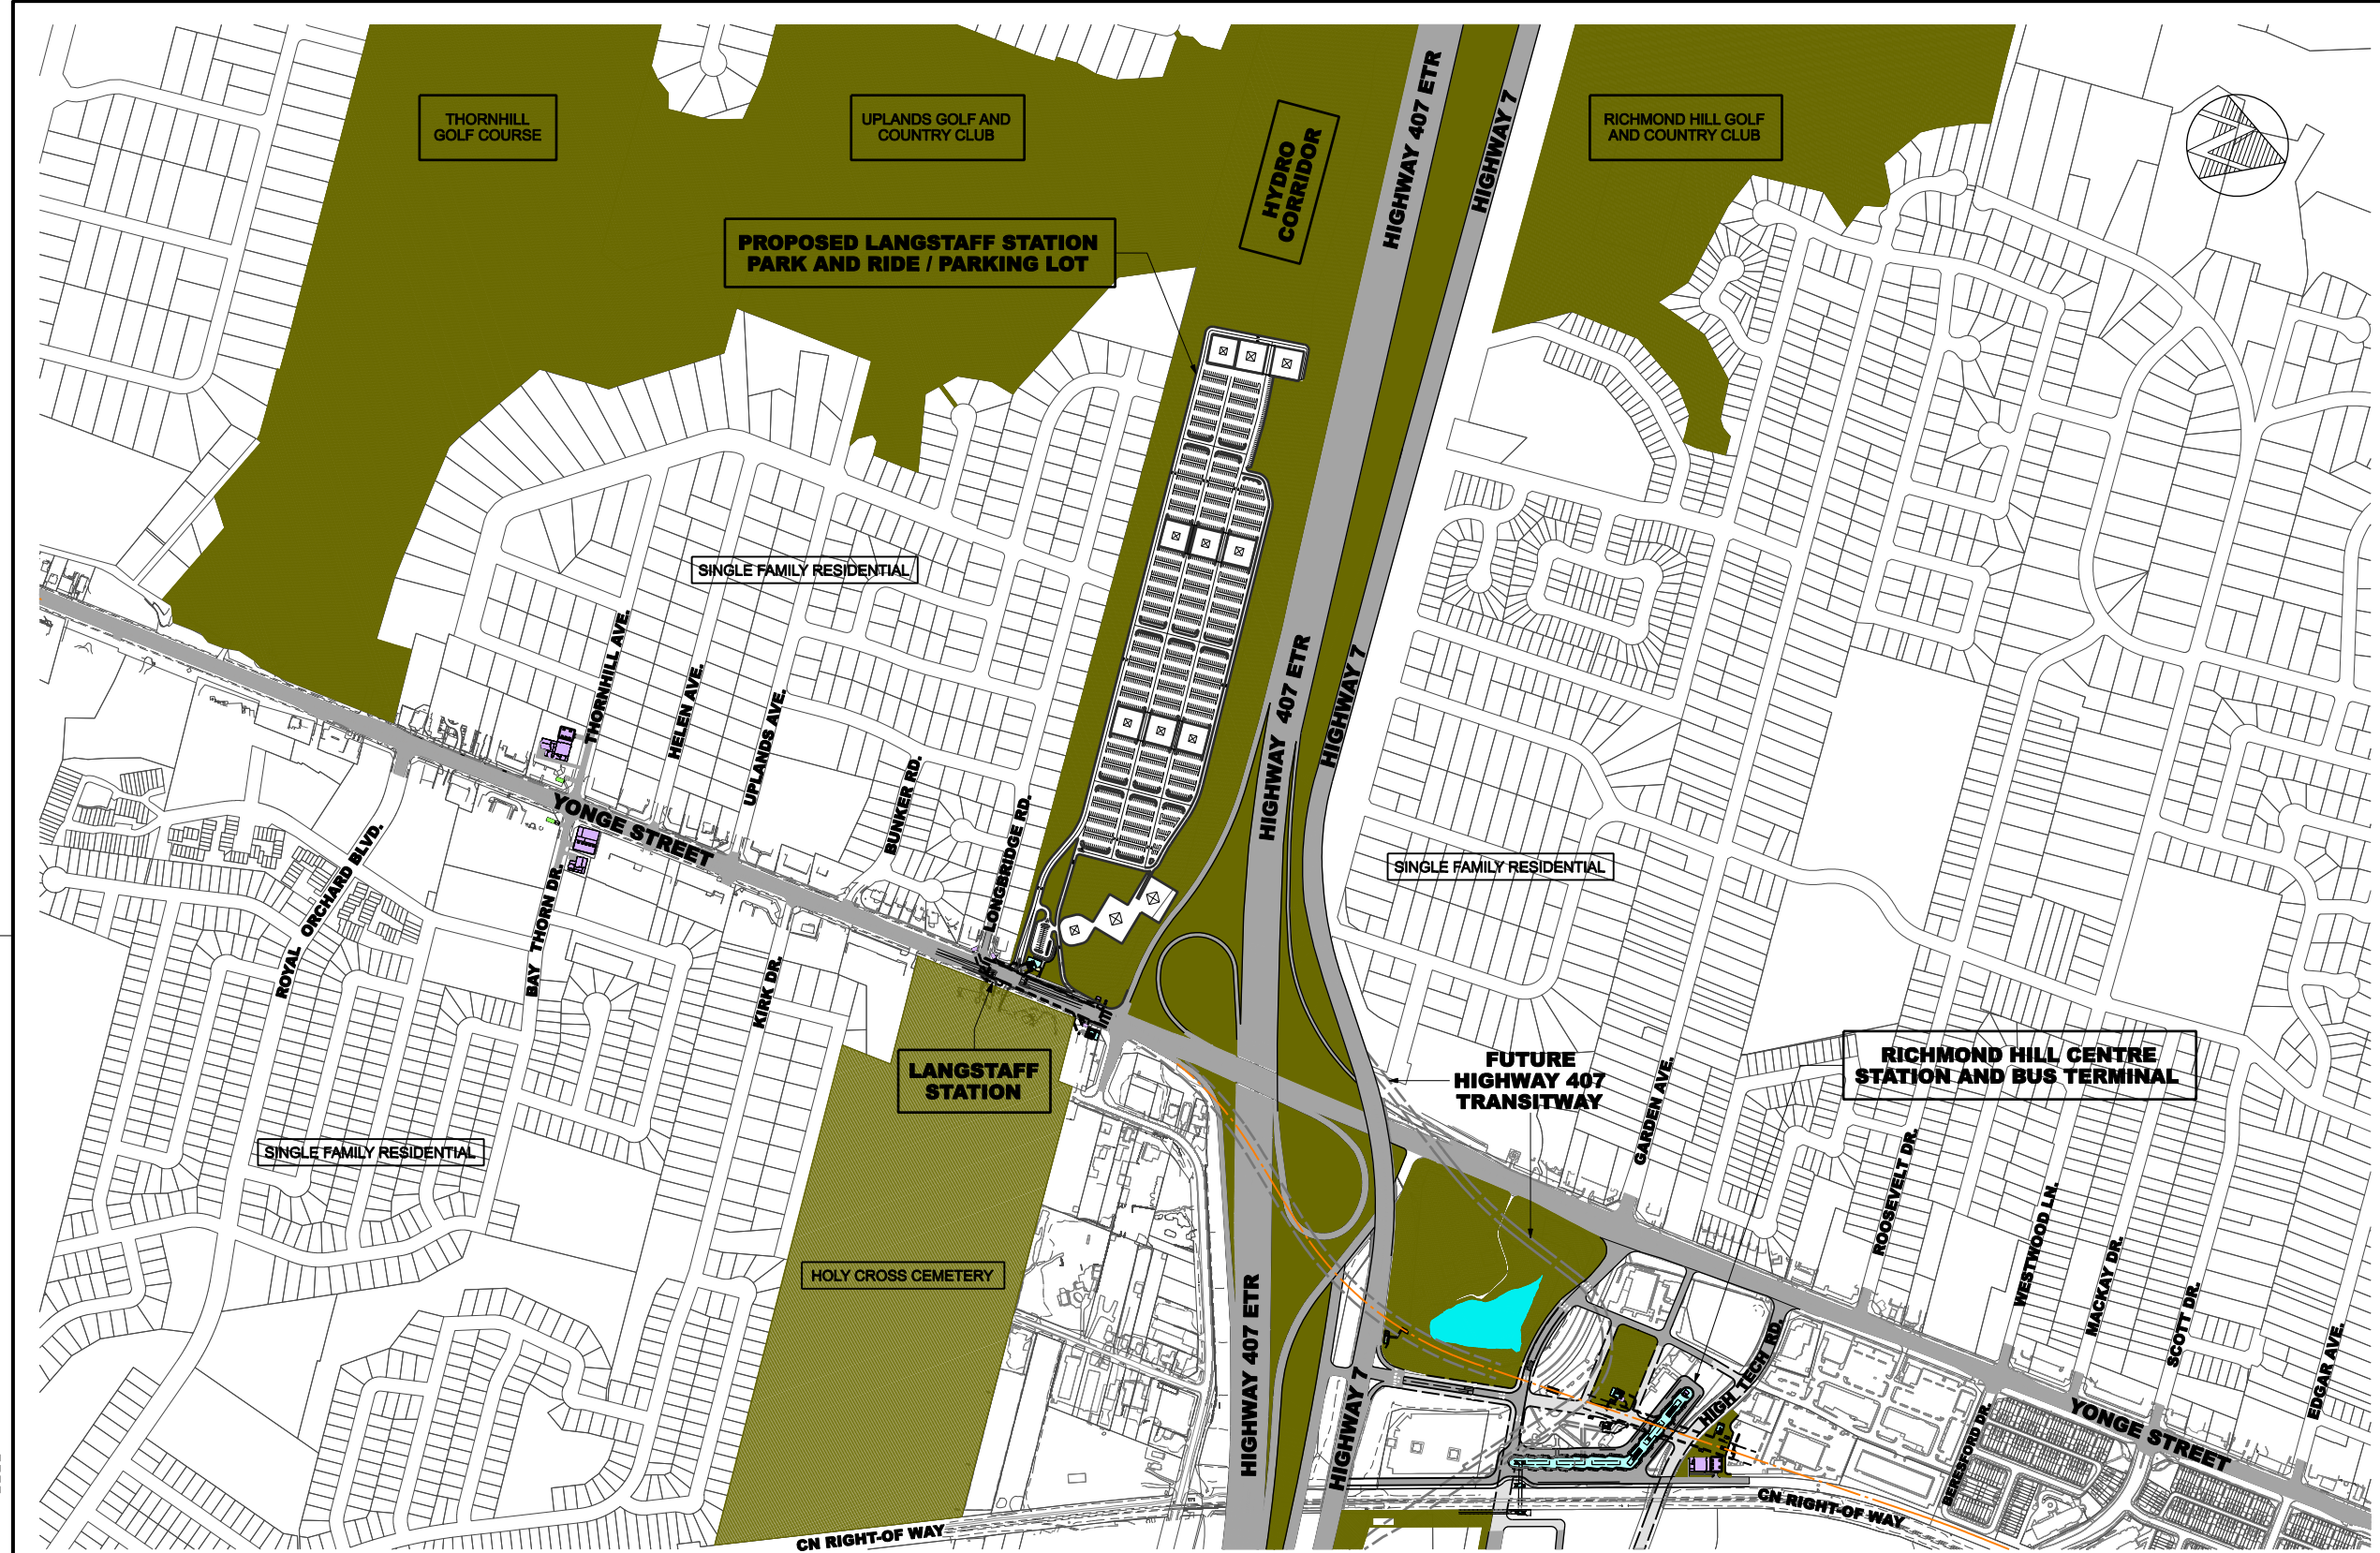 THORNHILL
GOLF COURSE
UPLANDS GOLF AND
COUNTRY CLUB
HYDRO
CORRIDOR
HIGHWAY 407 ETR
HIGHWAY 7
RICHMOND HILL GOLF
AND COUNTRY CLUB
PROPOSED LANGSTAFF STATION
PARK AND RIDE / PARKING LOT
SINGLE FAMILY RESIDENTIAL
THORNHILL AVE.
HELEN AVE.
UPLANDS AVE.
BUNKER RD.
LONGBRIDGE RD.
HIGHWAY 407 ETR
HIGHWAY 7
YONGE STREET
ROYAL ORCHARD BLVD.
BAY THORN DR.
KIRK DR.
SINGLE FAMILY RESIDENTIAL
LANGSTAFF
STATION
FUTURE
HIGHWAY 407
TRANSITWAY
GARDEN AVE.
RICHMOND HILL CENTRE
STATION AND BUS TERMINAL
SINGLE FAMILY RESIDENTIAL
ROOSEVELT DR.
WESTWOOD LN.
MACKAY DR.
SCOTT DR.
EDGAR AVE.
HOLY CROSS CEMETERY
HIGHWAY 407 ETR
HIGHWAY 7
HIGH TECH RD.
BERESFORD DR.
YONGE STREET
CN RIGHT-OF WAY
CN RIGHT-OF WAY